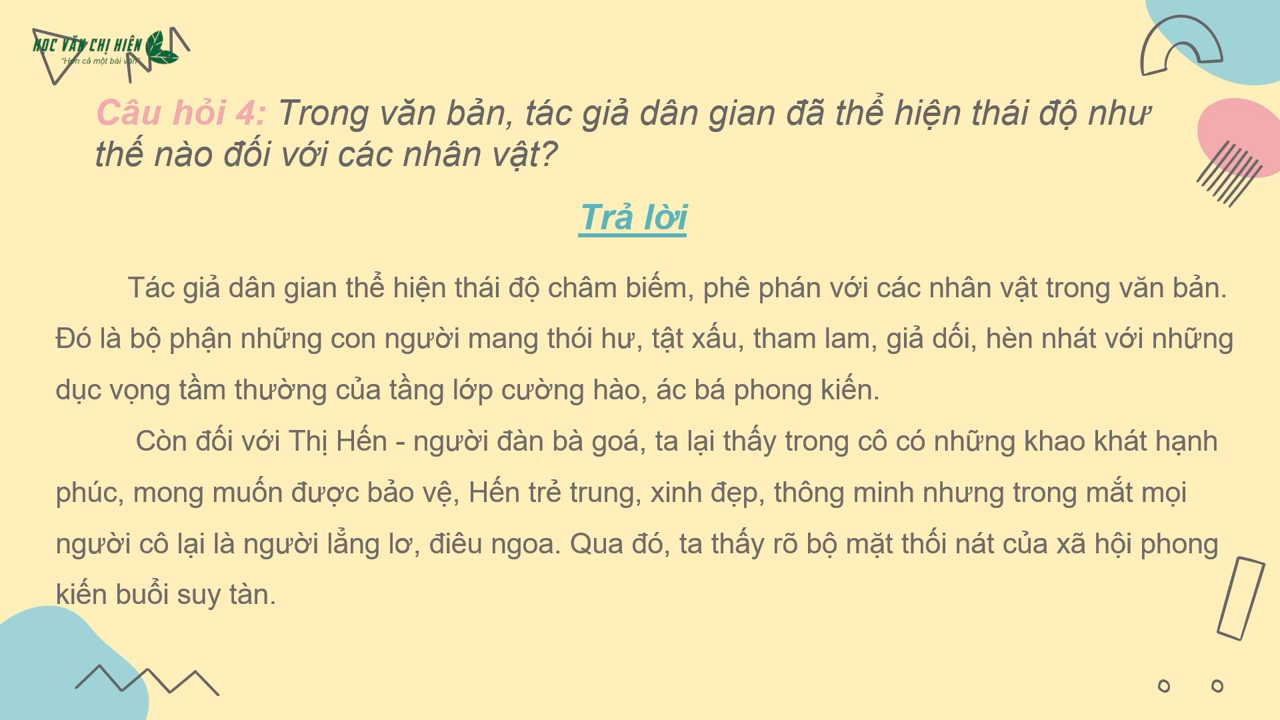 HỌC VĂN CHỊ HIÊN
"Hơn cả một bài văn"
Câu hỏi 4: Trong văn bản, tác giả dân gian đã thể hiện thái độ như
thế nào đối với các nhân vật?
Trả lời
Tác giả dân gian thể hiện thái độ châm biếm, phê phán với các nhân vật trong văn bản.
Đó là bộ phận những con người mang thói hư, tật xấu, tham lam, giả dối, hèn nhát với những
dục vọng tầm thường của tầng lớp cường hào, ác bá phong kiến.
Còn đối với Thị Hến - người đàn bà goá, ta lại thấy trong cô có những khao khát hạnh
phúc, mong muốn được bảo vệ, Hến trẻ trung, xinh đẹp, thông minh nhưng trong mắt mọi
người cô lại là người lẳng lơ, điêu ngoa. Qua đó, ta thấy rõ bộ mặt thối nát của xã hội phong
kiến buổi suy tàn.